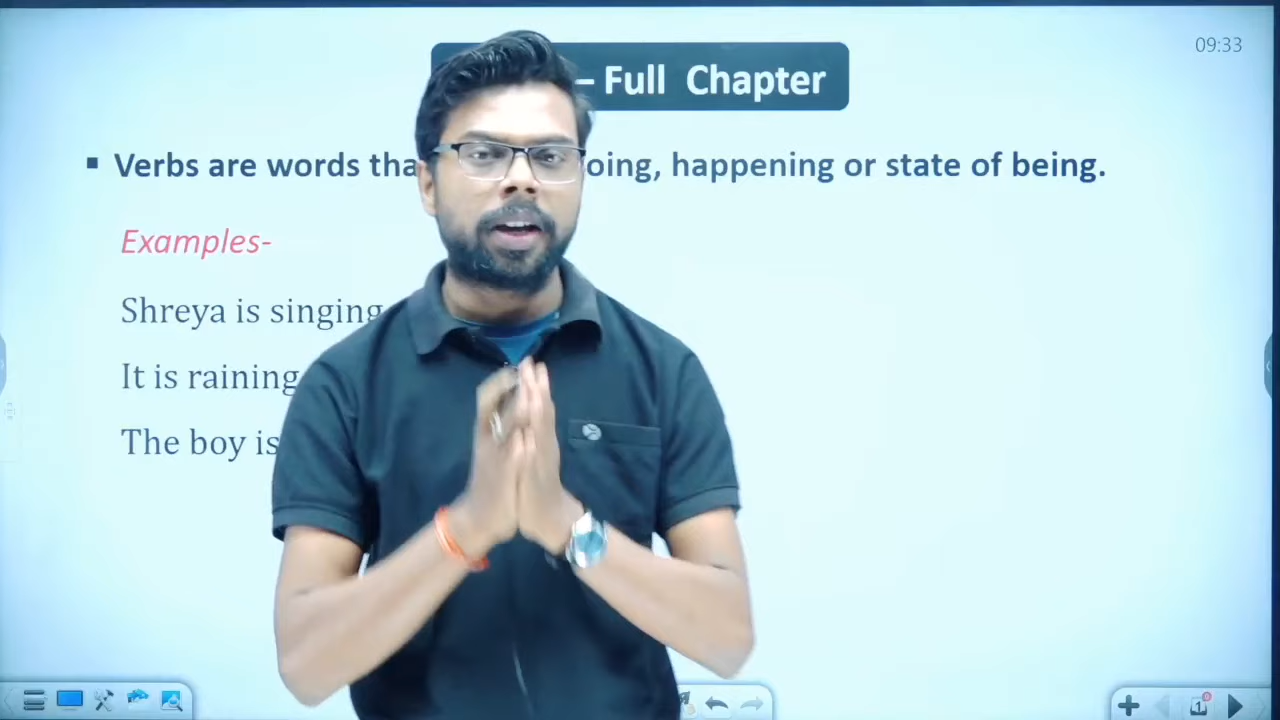 09:33
– Full Chapter
Verbs are words tha oing, happening or state of being.
Examples-
Shreya is singing
It is raining
The boy is
1